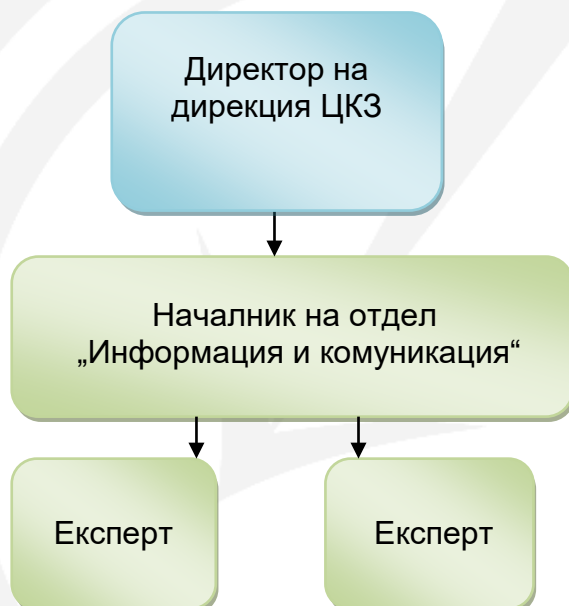 Директор на
дирекция ЦКЗ
Началник на отдел
„Информация и комуникация“
Експерт
Експерт